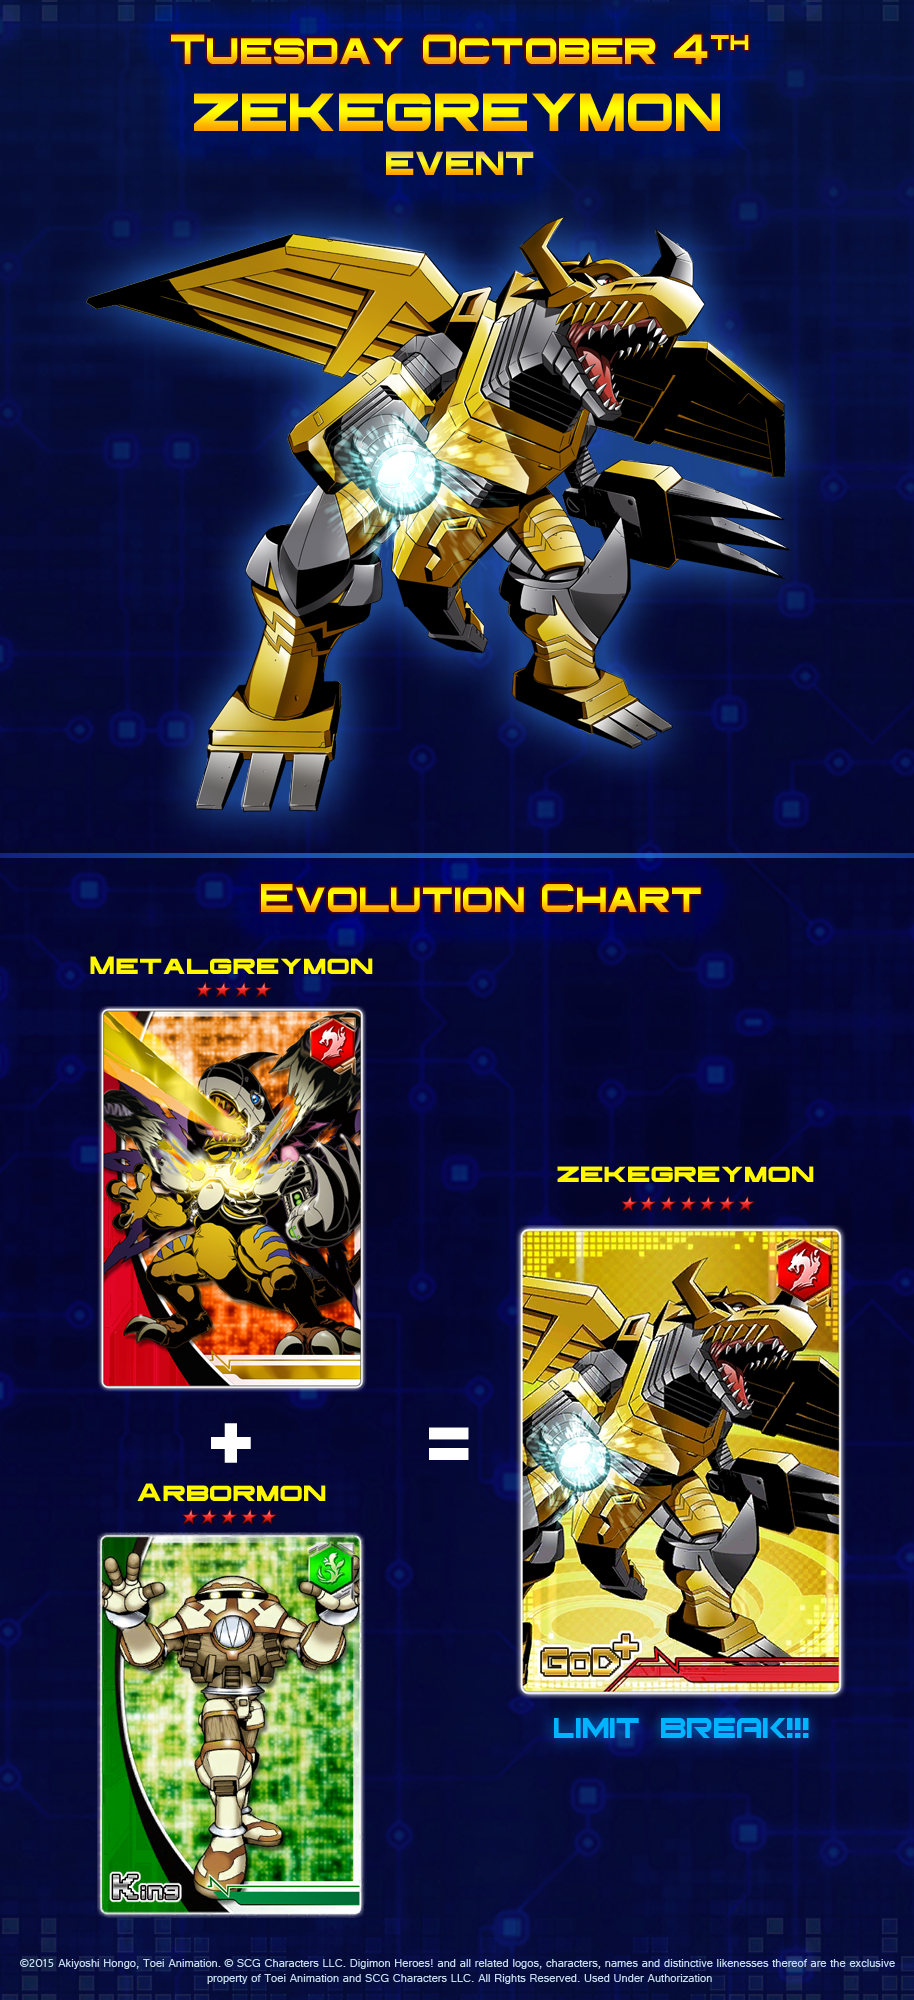 Tuesday October 4th
ZEKEGREYMON
EVENT
Evolution Chart
Metalgreymon
ZEKEGREYMON
+
=
Arbormon
GOD+
LIMIT BREAK!!!
King
©2015 Akiyoshi Hongo, Toei Animation. © SCG Characters LLC. Digimon Heroes! and all related logos, characters, names and distinctive likenesses thereof are the exclusive
property of Toei Animation and SCG Characters LLC. All Rights Reserved. Used Under Authorization